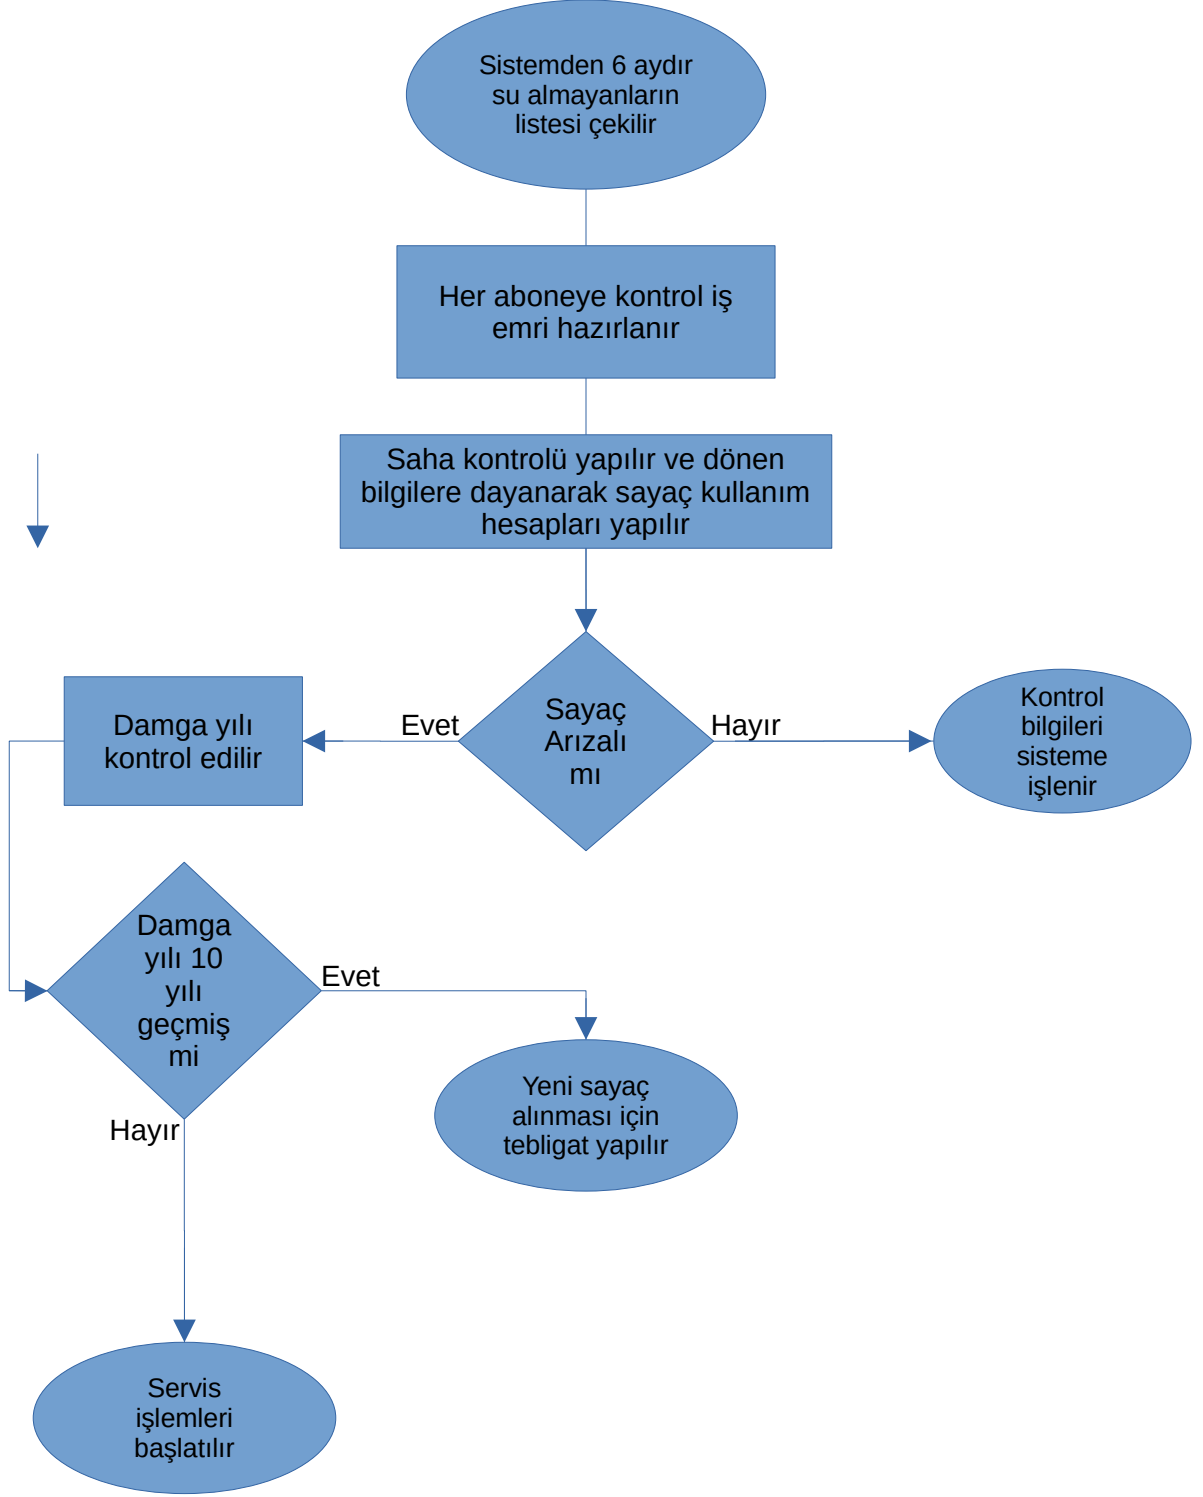 Sistemden 6 aydır
su almayanların
listesi çekilir
Her aboneye kontrol iş
emri hazırlanır
Saha kontrolü yapılır ve dönen
bilgilere dayanarak sayaç kullanım
hesapları yapılır
Sayaç
Arızalı
mı
Evet
Hayır
Kontrol
bilgileri
sisteme
işlenir
Damga yılı
kontrol edilir
Damga
yılı 10
yılı
geçmiş
mi
Evet
Hayır
Yeni sayaç
alınması için
tebligat yapılır
Servis
işlemleri
başlatılır